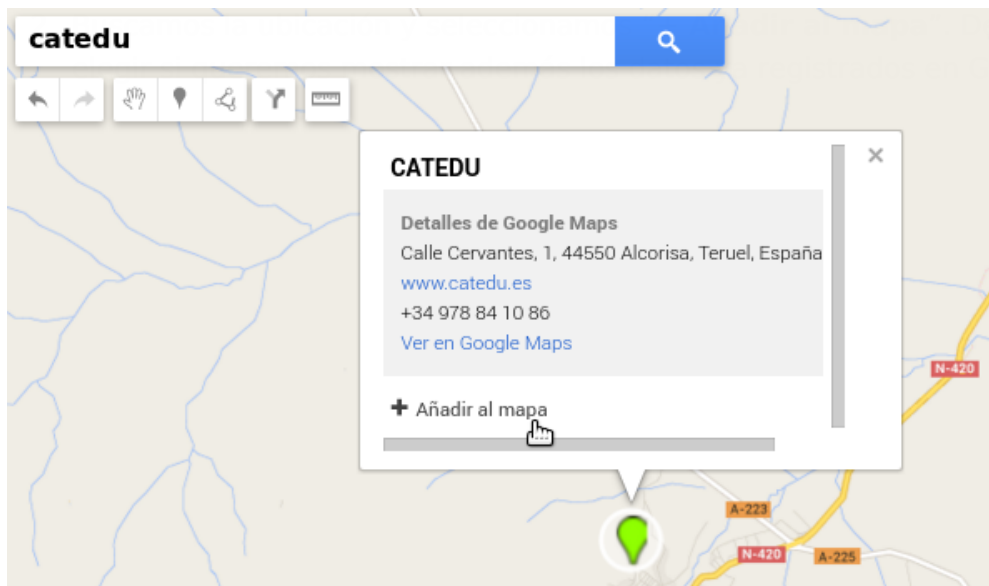 catedu
CATEDU
Detalles de Google Maps
Calle Cervantes, 1, 44550 Alcorisa, Teruel, España
www.catedu.es
+34 978 84 10 86
Ver en Google Maps
+ Añadir al mapa
N-420
A-223
N-420
A-225